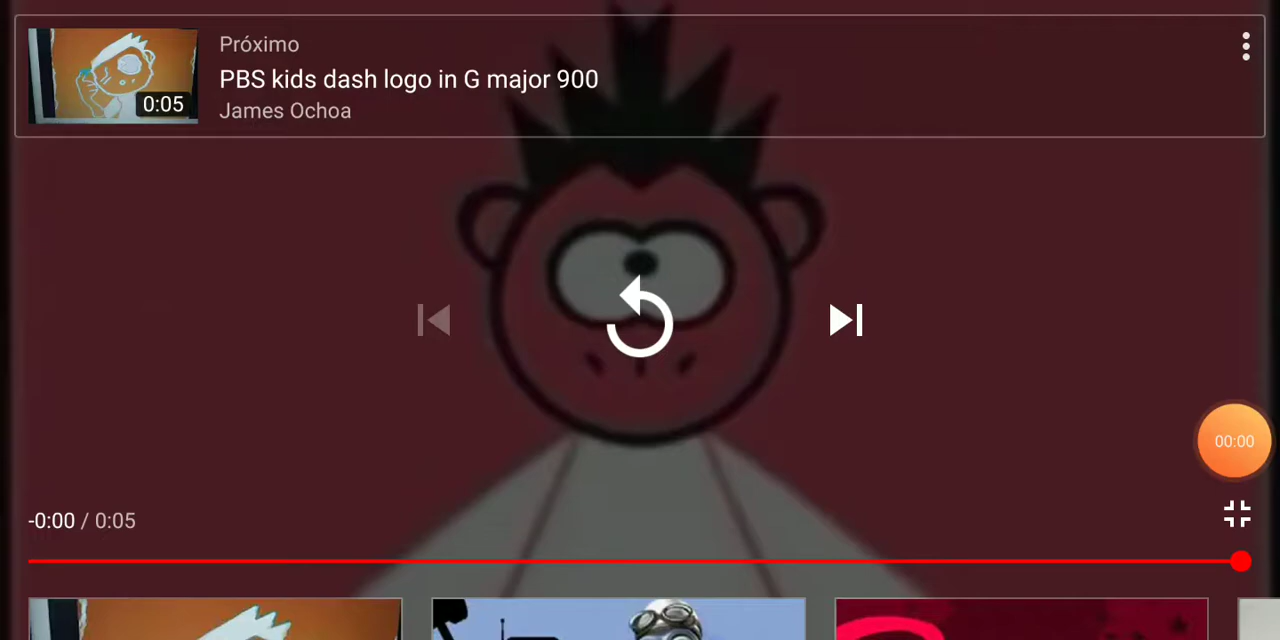 Próximo
PBS kids dash logo in G major 900
0:05
James Ochoa
00:00
-0:00 / 0:05